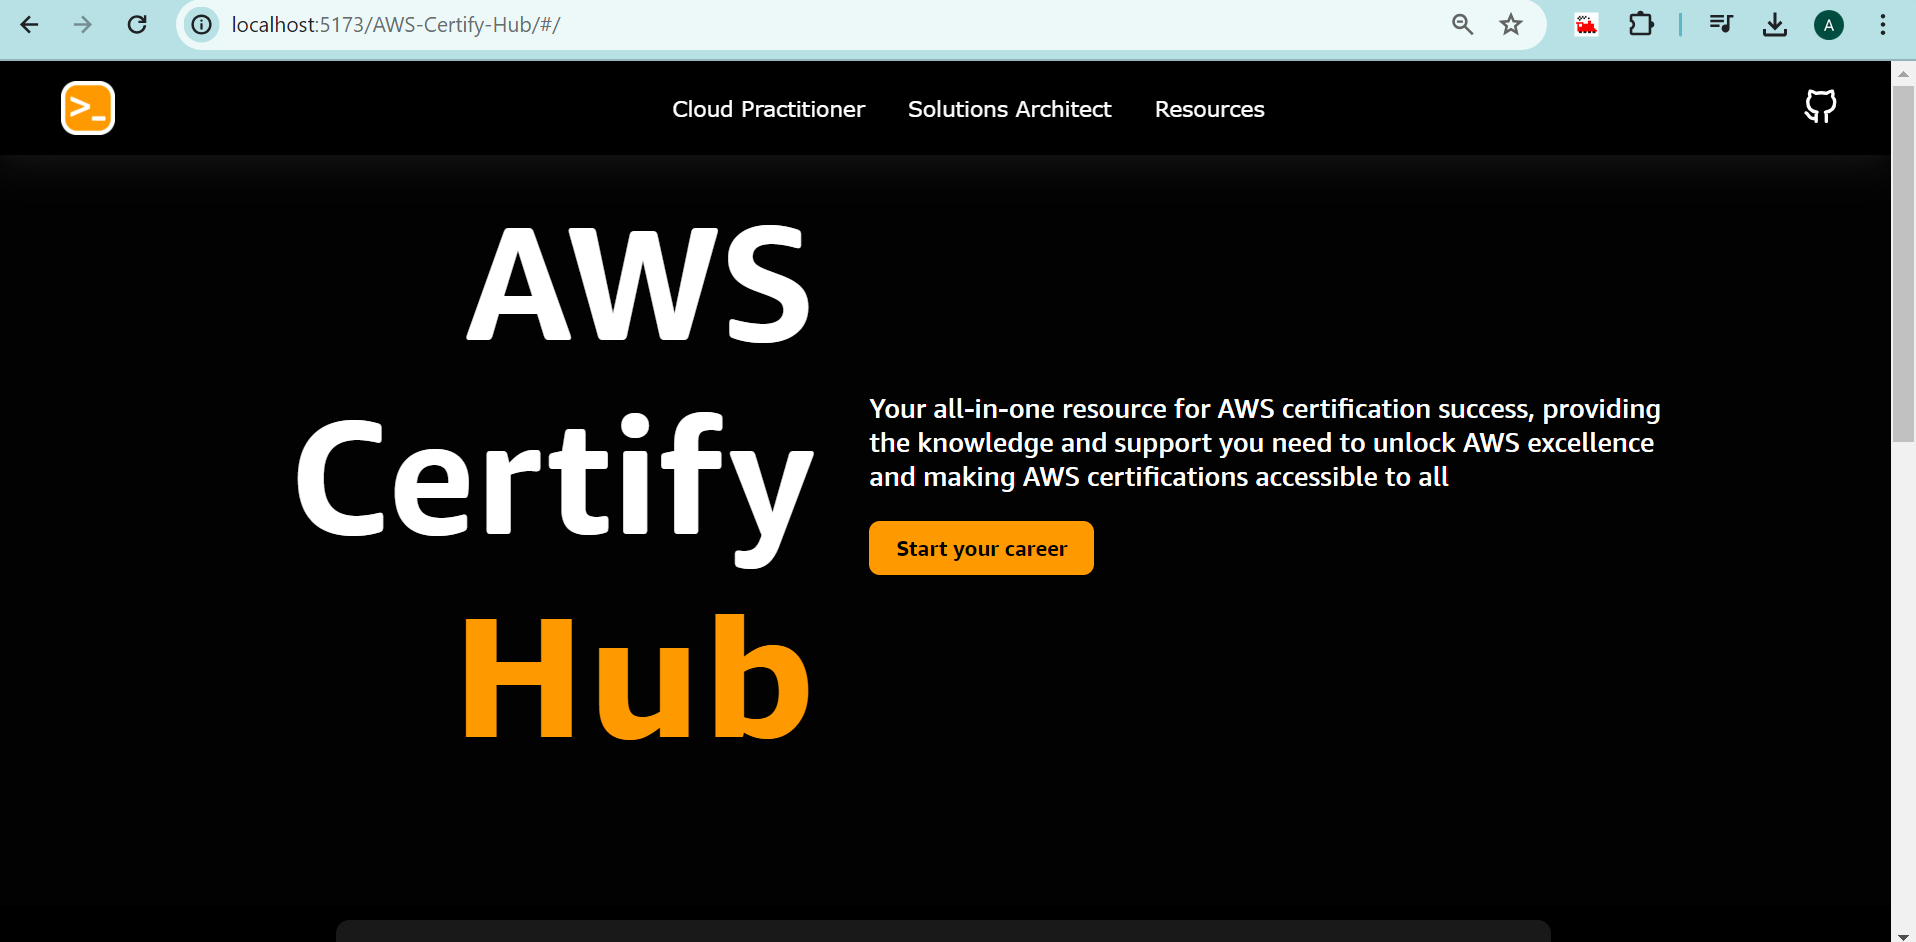 localhost:5173/AWS-Certify-Hub/#/
A
>_
Cloud Practitioner Solutions Architect Resources
AWS
Certify
Hub
Your all-in-one resource for AWS certification success, providing
the knowledge and support you need to unlock AWS excellence
and making AWS certifications accessible to all
Start your career